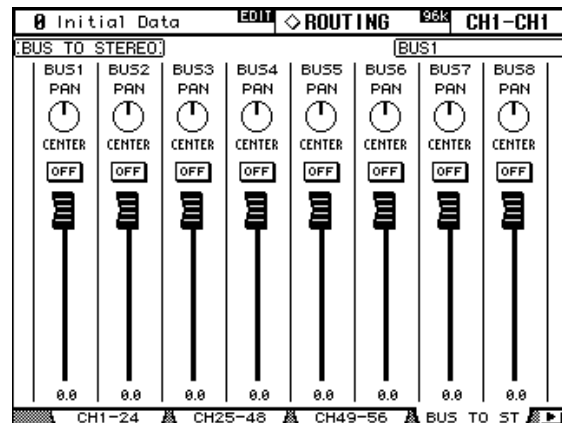 0 Initial Data EDIT ◇ROUTING 96k CH1-CH1
BUS TO STEREO BUS1
BUS1 BUS2 BUS3 BUS4 BUS5 BUS6 BUS7 BUS8
PAN PAN PAN PAN PAN PAN PAN PAN
CENTER CENTER CENTER CENTER CENTER CENTER CENTER CENTER
OFF OFF OFF OFF OFF OFF OFF OFF
0.0 0.0 0.0 0.0 0.0 0.0 0.0 0.0
CH1-24 CH25-48 CH49-56 BUS TO ST